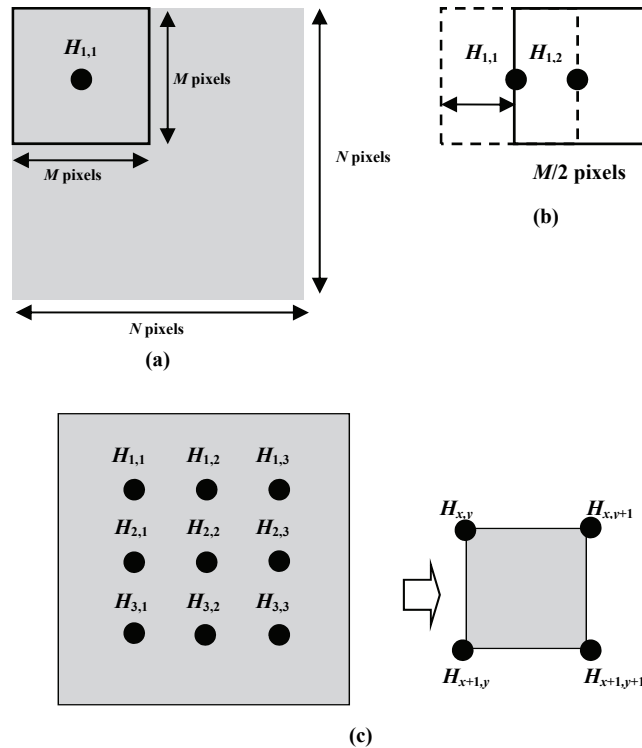 H1,1
M pixels
M pixels
N pixels
N pixels
(a)
H1,1 H1,2
M/2 pixels
(b)
H1,1 H1,2 H1,3
H2,1 H2,2 H2,3
H3,1 H3,2 H3,3
Hx,y Hx,y+1
Hx+1,y Hx+1,y+1
(c)